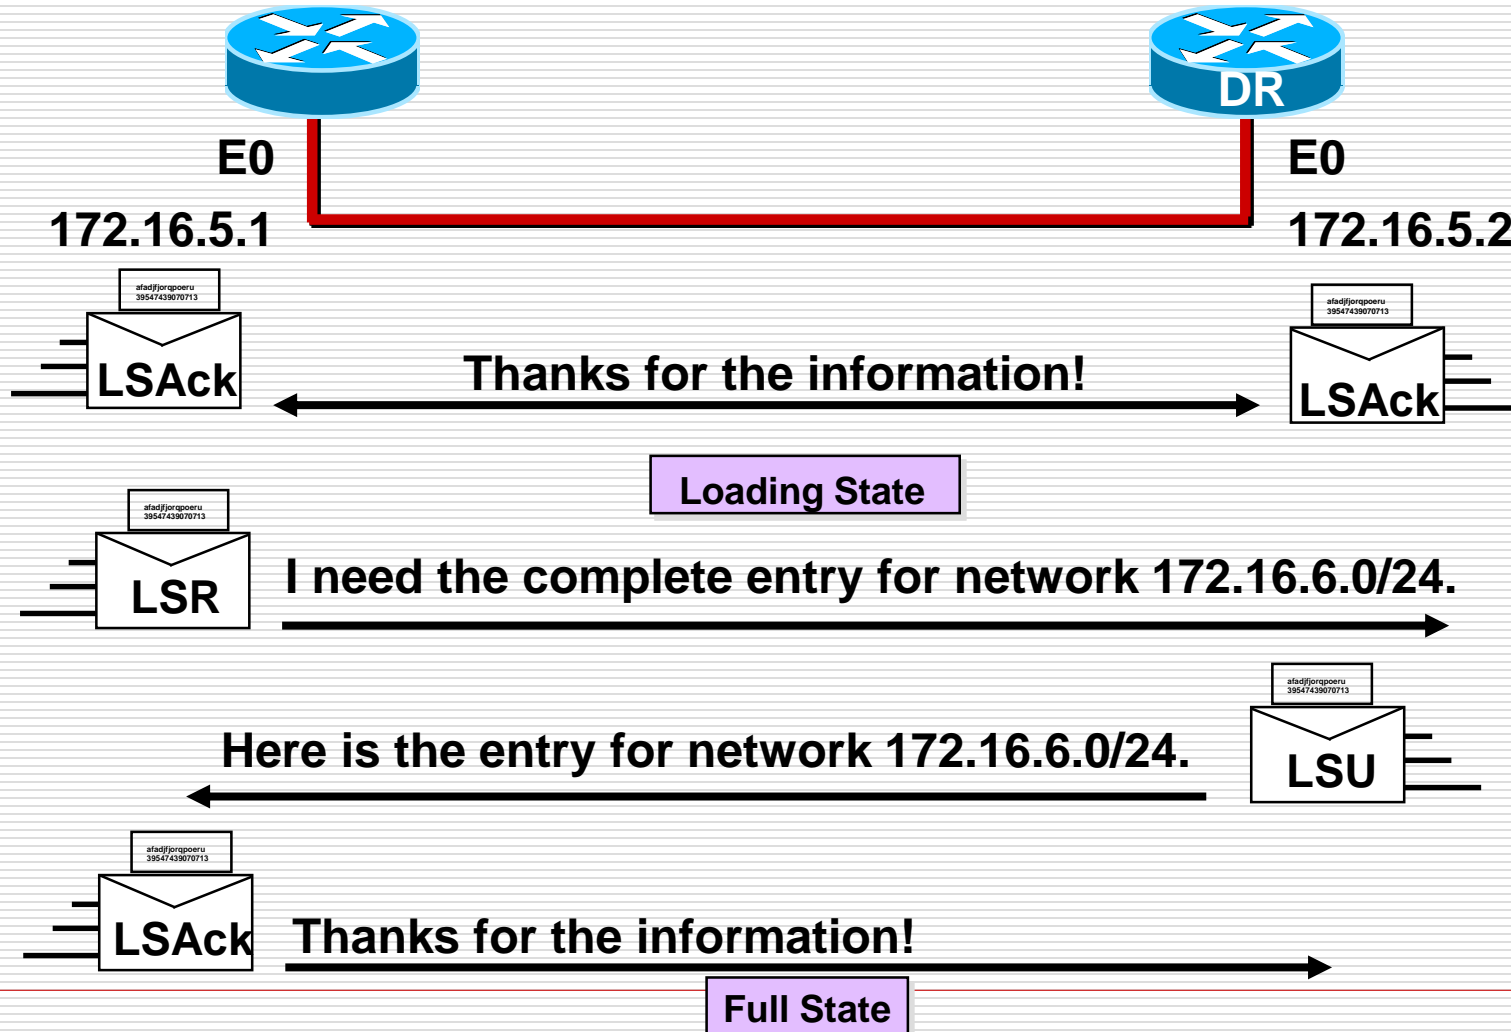 DR
E0
E0
172.16.5.1
172.16.5.2
afadjfjorqpoeru
39547439070713
LSAck
Thanks for the information!
afadjfjorqpoeru
39547439070713
LSAck
Loading State
afadjfjorqpoeru
39547439070713
LSR
I need the complete entry for network 172.16.6.0/24.
afadjfjorqpoeru
39547439070713
Here is the entry for network 172.16.6.0/24.
LSU
afadjfjorqpoeru
39547439070713
LSAck
Thanks for the information!
Full State